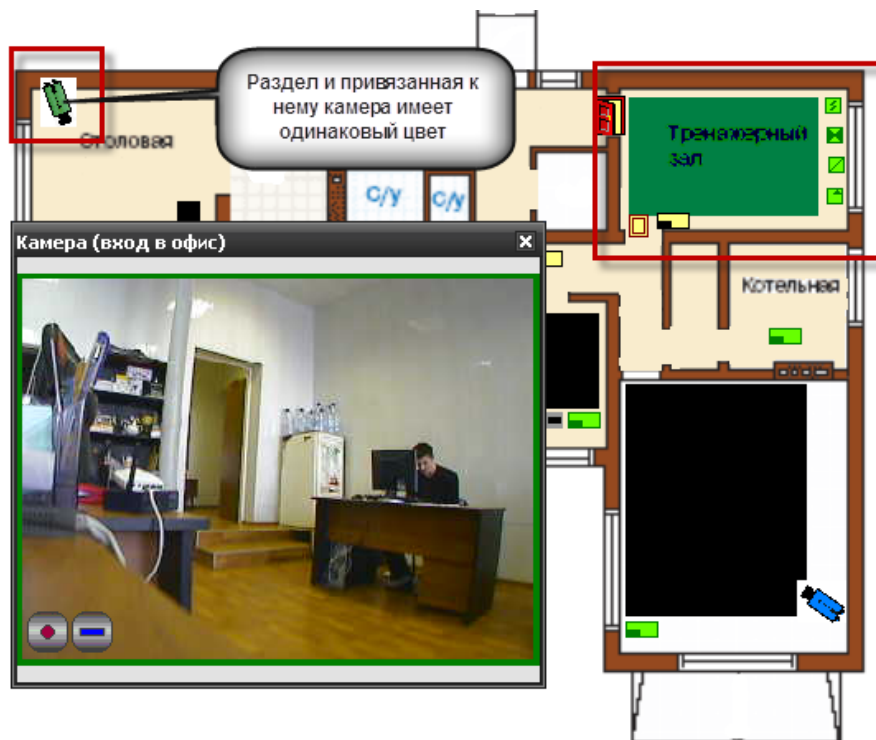 Раздел и привязанная к
нему камера имеет
одинаковый цвет
Столовая
Тренажерный
зал
С/У
С/У
Камера (вход в офис)
Котельная